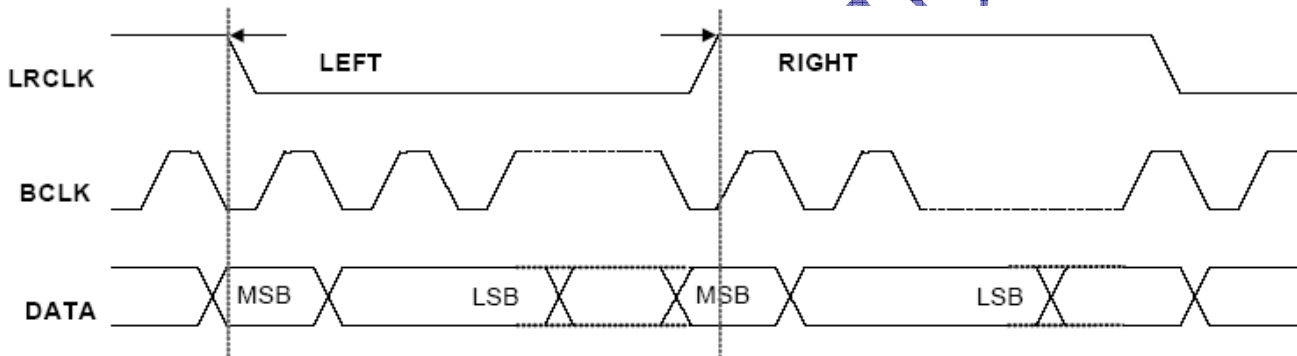 LRCLK
LEFT
RIGHT
BCLK
DATA
MSB
LSB
MSB
LSB